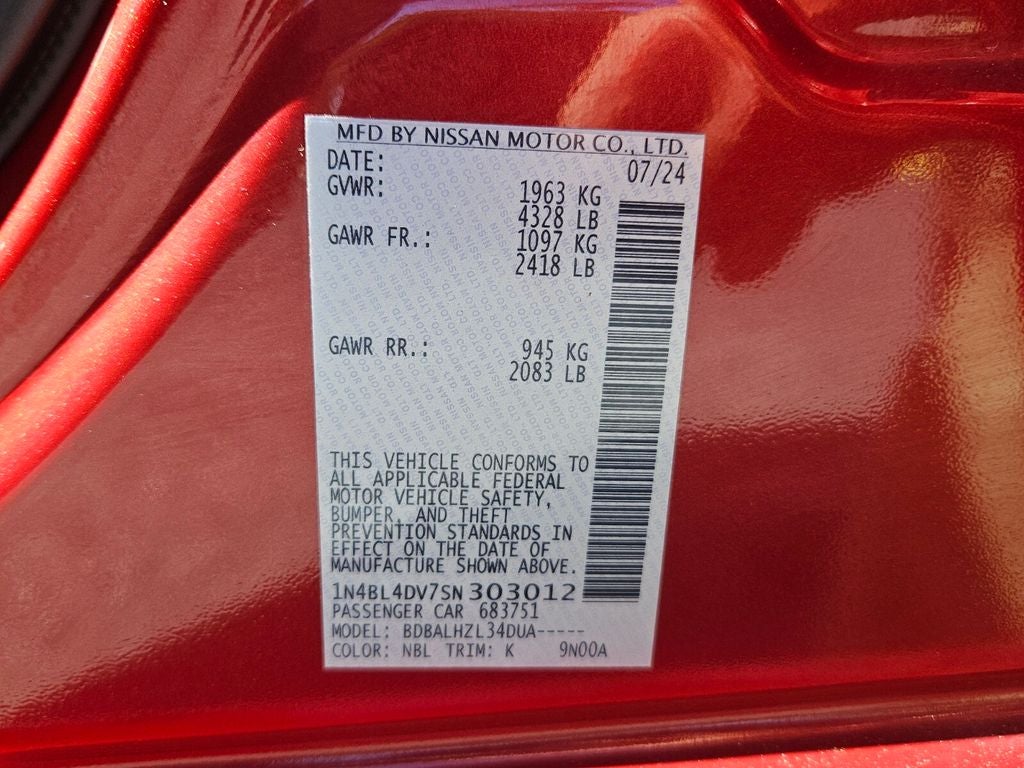 MFD BY NISSAN MOTOR CO., LTD.
DATE: 07/24
GVWR: 1963 KG
4328 LB
GAWR FR.: 1097 KG
2418 LB
GAWR RR.: 945 KG
2083 LB
THIS VEHICLE CONFORMS TO
ALL APPLICABLE FEDERAL
MOTOR VEHICLE SAFETY,
BUMPER, AND THEFT
PREVENTION STANDARDS IN
EFFECT ON THE DATE OF
MANUFACTURE SHOWN ABOVE.
1N4BL4DV7SN303012
PASSENGER CAR 683751
MODEL: BDBALHZL34DUA-----
COLOR: NBL TRIM: K 9N00A